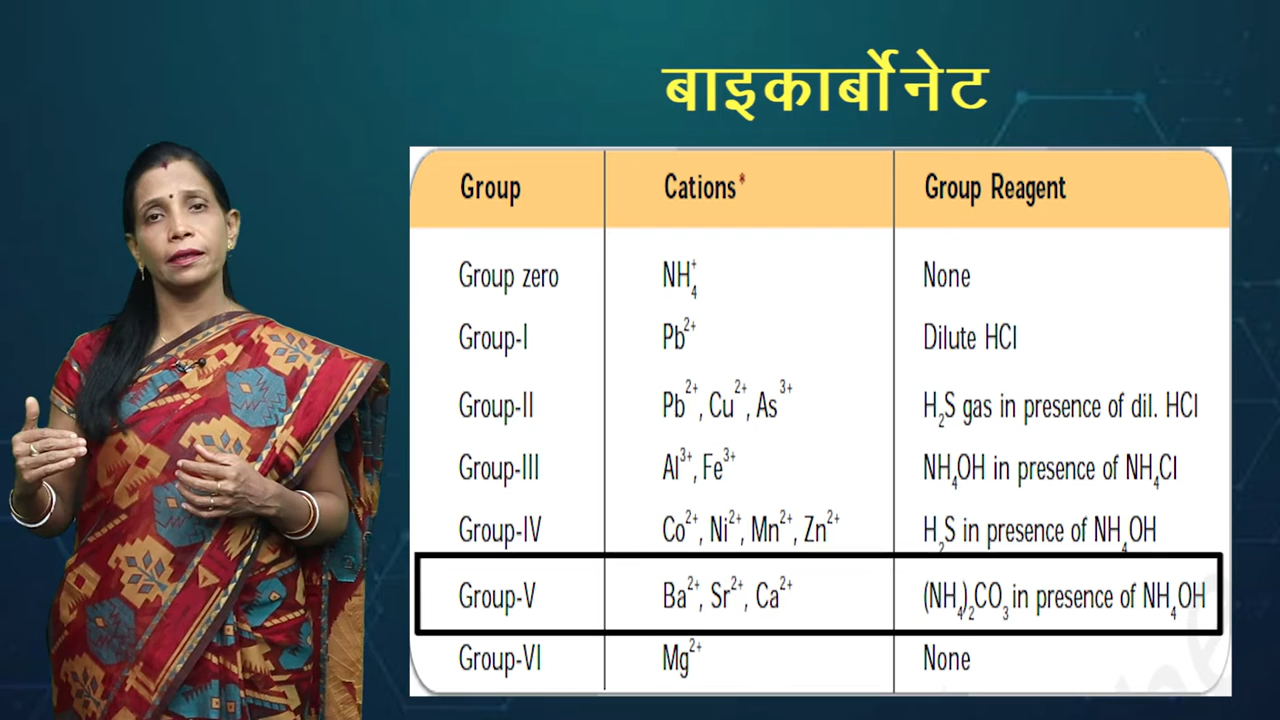 बाइकार्बोनेट
Group Cations* Group Reagent
Group zero NH₄⁺ None
Group-I Pb²⁺ Dilute HCl
Group-II Pb²⁺, Cu²⁺, As³⁺ H₂S gas in presence of dil. HCl
Group-III Al³⁺, Fe³⁺ NH₄OH in presence of NH₄Cl
Group-IV Co²⁺, Ni²⁺, Mn²⁺, Zn²⁺ H₂S in presence of NH₄OH
Group-V Ba²⁺, Sr²⁺, Ca²⁺ (NH₄)₂CO₃ in presence of NH₄OH
Group-VI Mg²⁺ None